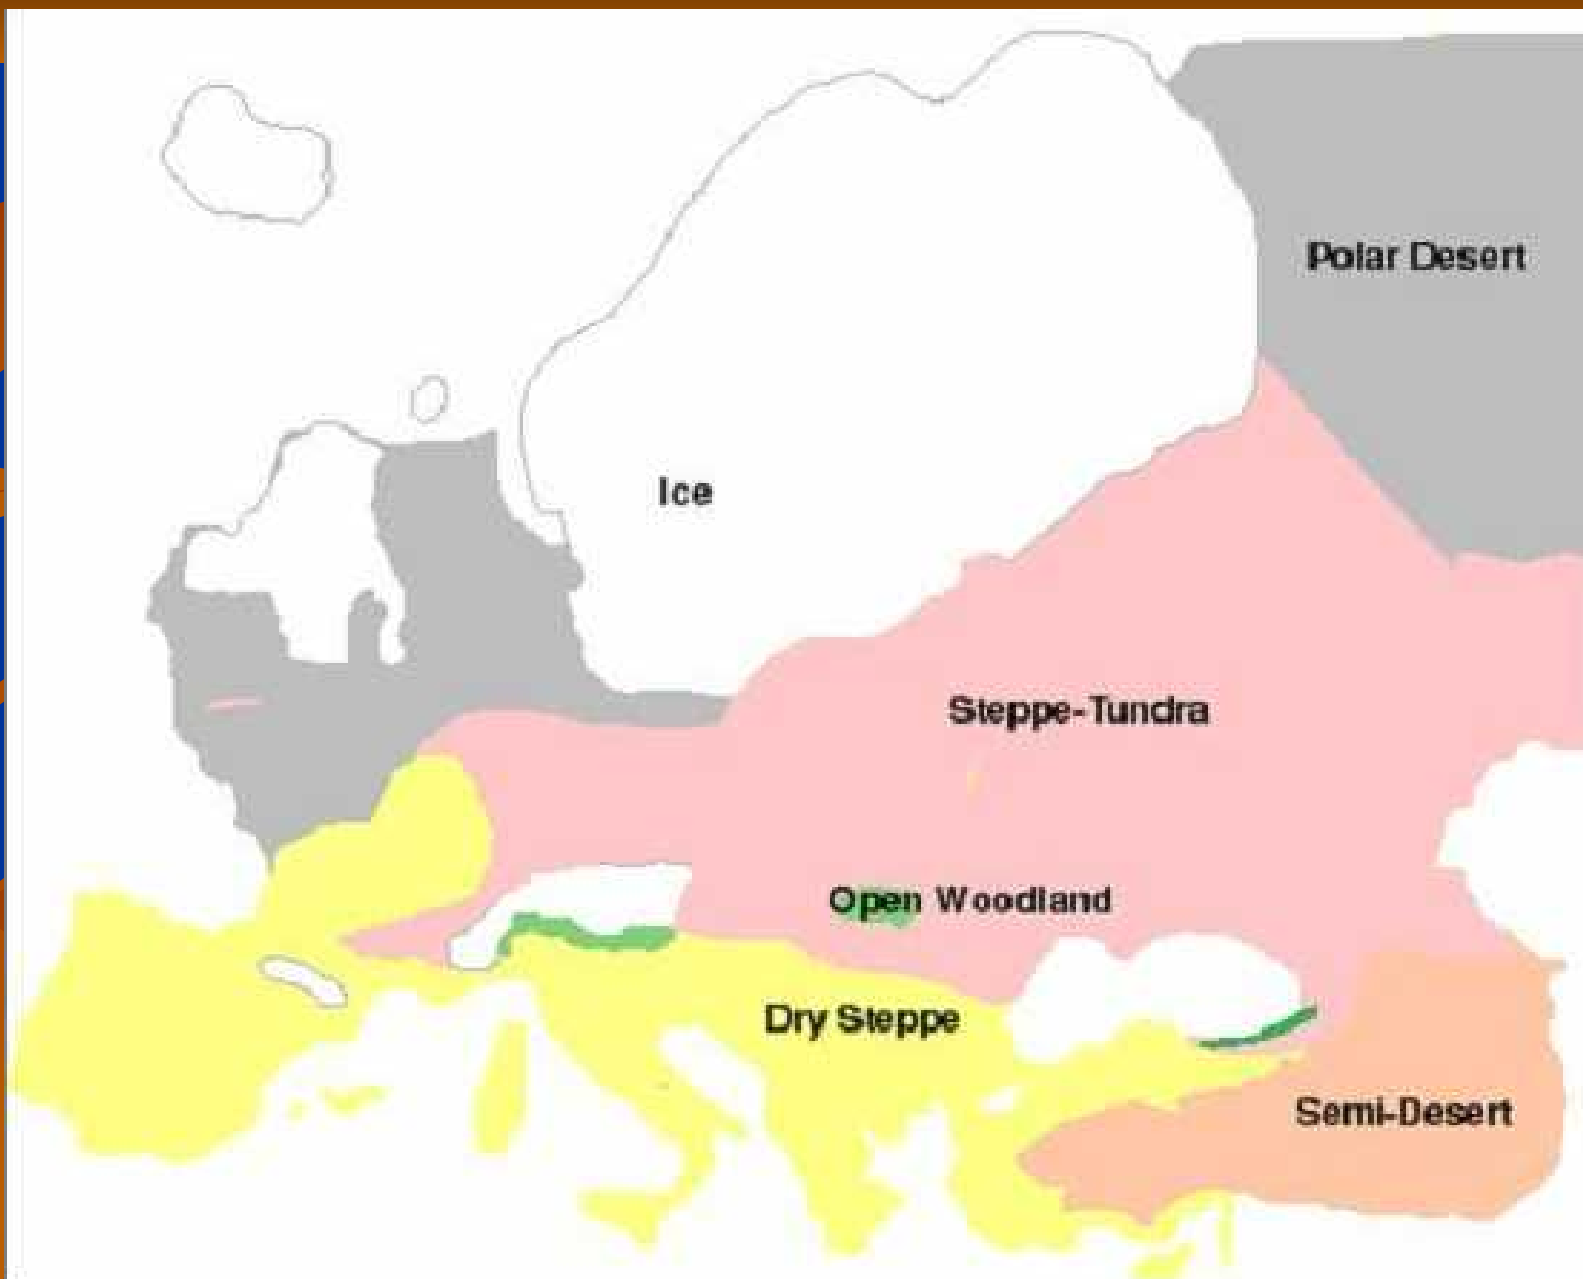 Polar Desert
Ice
Steppe-Tundra
Open Woodland
Dry Steppe
Semi-Desert